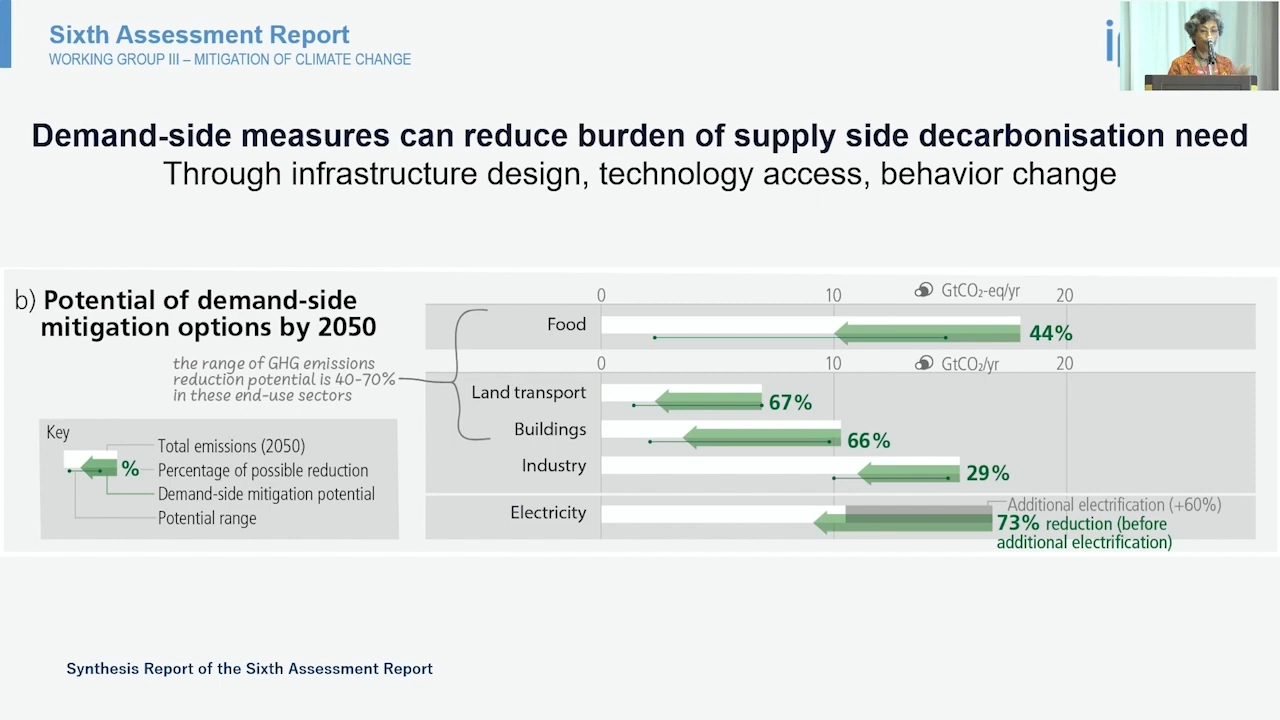 Sixth Assessment Report
WORKING GROUP III – MITIGATION OF CLIMATE CHANGE
Demand-side measures can reduce burden of supply side decarbonisation need
Through infrastructure design, technology access, behavior change
b) Potential of demand-side
mitigation options by 2050
the range of GHG emissions
reduction potential is 40-70%
in these end-use sectors
Key
Total emissions (2050)
%
Percentage of possible reduction
Demand-side mitigation potential
Potential range
0 10 GtCO₂-eq/yr 20
Food 44%
0 10 GtCO₂/yr 20
Land transport 67%
Buildings 66%
Industry 29%
Electricity
Additional electrification (+60%)
73% reduction (before
additional electrification)
Synthesis Report of the Sixth Assessment Report